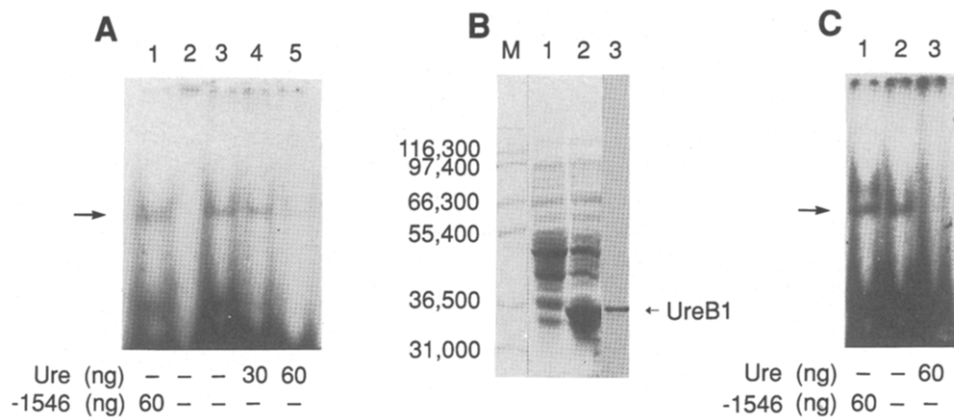 A
1 2 3 4 5
Ure (ng) – – – 30 60
-1546 (ng) 60 – – – –
B
M 1 2 3
116,300
97,400
66,300
55,400
36,500
31,000
← UreB1
C
1 2 3
Ure (ng) – – 60
-1546 (ng) 60 – –